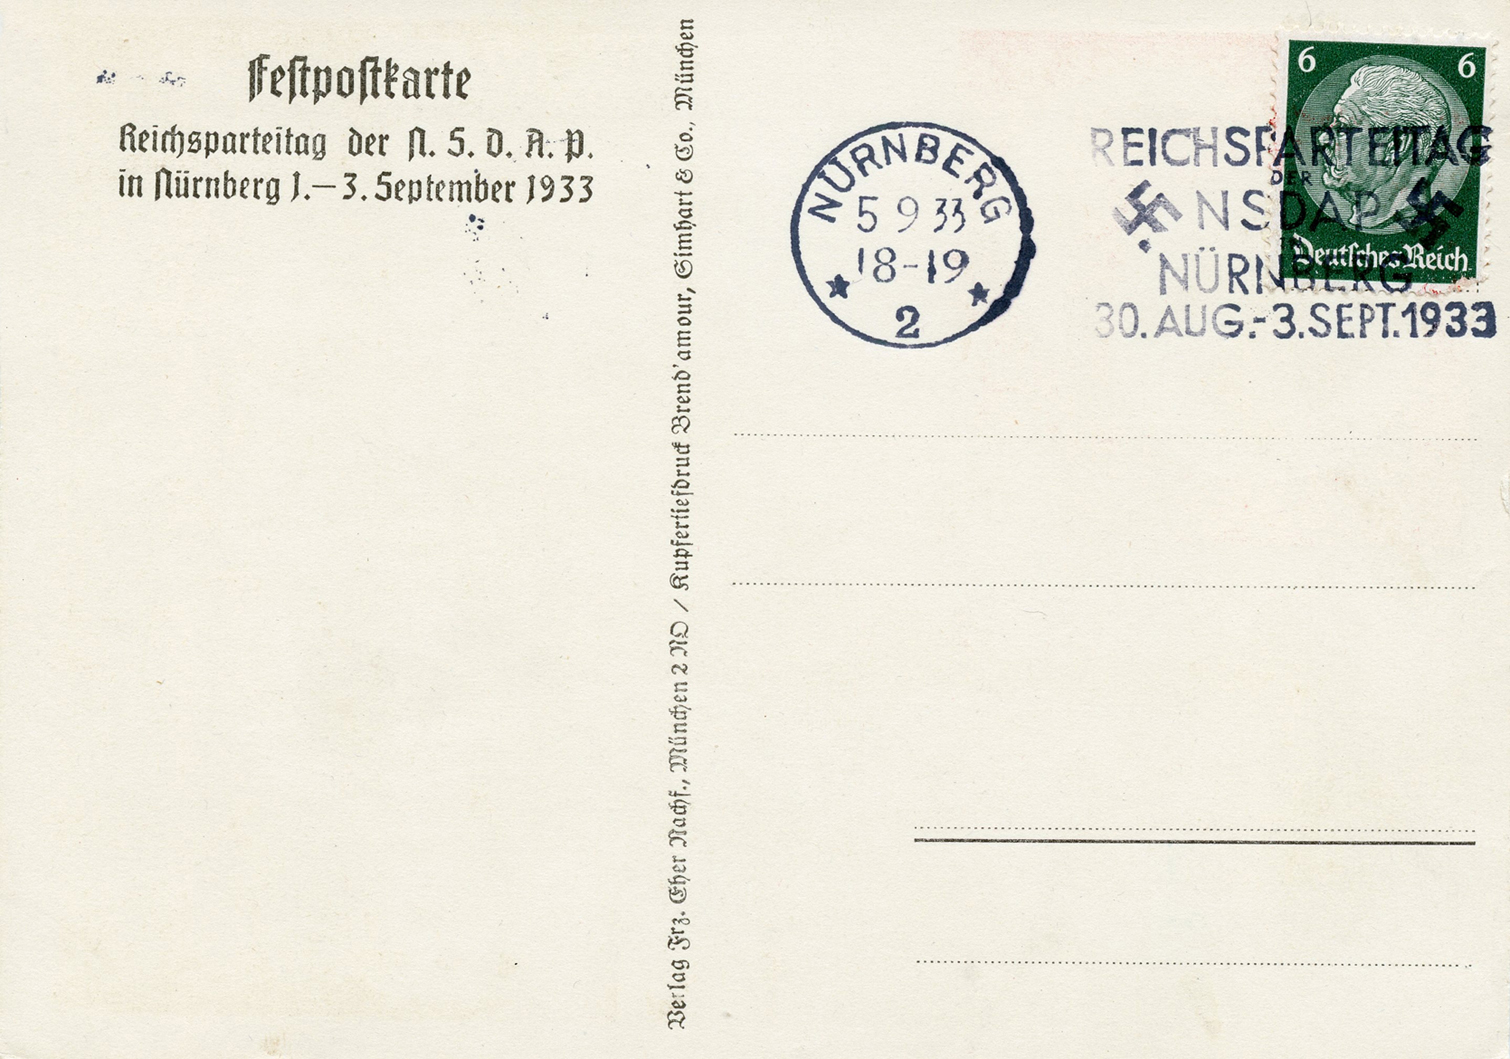 Festpostkarte
Reichsparteitag der N. S. D. A. P.
in Nürnberg 1.—3. September 1933
Verlag Frz. Eher Nachf., München 2 NO / Kupfertiefdruck Brend'amour, Simhart & Co., München
NÜRNBERG
5 9 33
18-19
2
REICHSPARTEITAG
DER
NSDAP
NÜRNBERG
30. AUG.-3. SEPT. 1933
6 6
Deutsches Reich